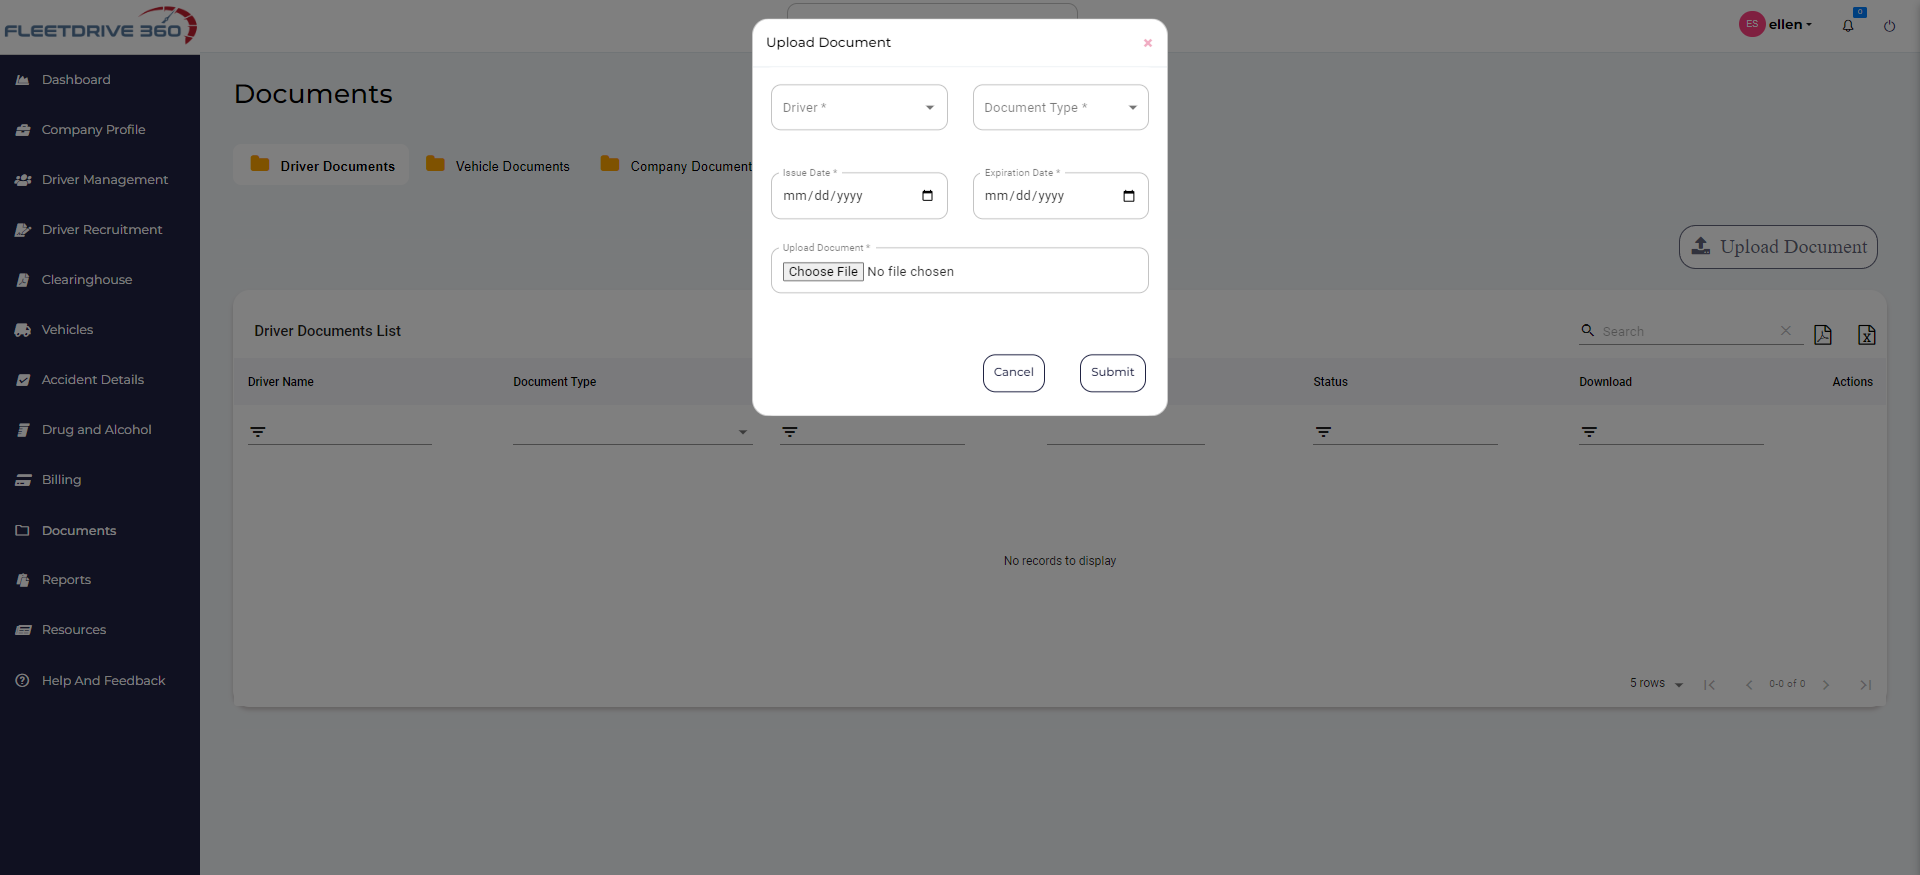 FLEETDRIVE 360
ES ellen
0
Dashboard
Company Profile
Driver Management
Driver Recruitment
Clearinghouse
Vehicles
Accident Details
Drug and Alcohol
Billing
Documents
Reports
Resources
Help And Feedback
Documents
Driver Documents Vehicle Documents Company Document
Upload Document
Driver Documents List
Search
Driver Name Document Type Status Download Actions
No records to display
5 rows 0-0 of 0
Upload Document
Driver * Document Type *
Issue Date * Expiration Date *
mm/dd/yyyy mm/dd/yyyy
Upload Document *
Choose File No file chosen
Cancel Submit